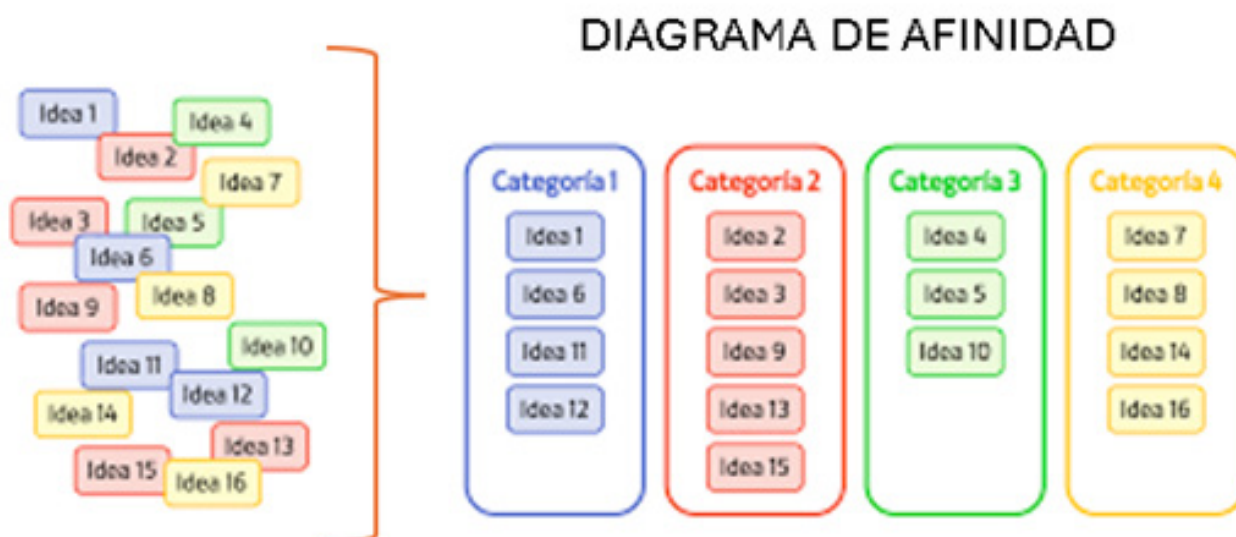 DIAGRAMA DE AFINIDAD
Idea 1
Idea 4
Idea 2
Idea 7
Idea 3
Idea 5
Idea 6
Idea 8
Idea 9
Idea 10
Idea 11
Idea 12
Idea 14
Idea 13
Idea 15
Idea 16
Categoría 1
Idea 1
Idea 6
Idea 11
Idea 12
Categoría 2
Idea 2
Idea 3
Idea 9
Idea 13
Idea 15
Categoría 3
Idea 4
Idea 5
Idea 10
Categoría 4
Idea 7
Idea 8
Idea 14
Idea 16